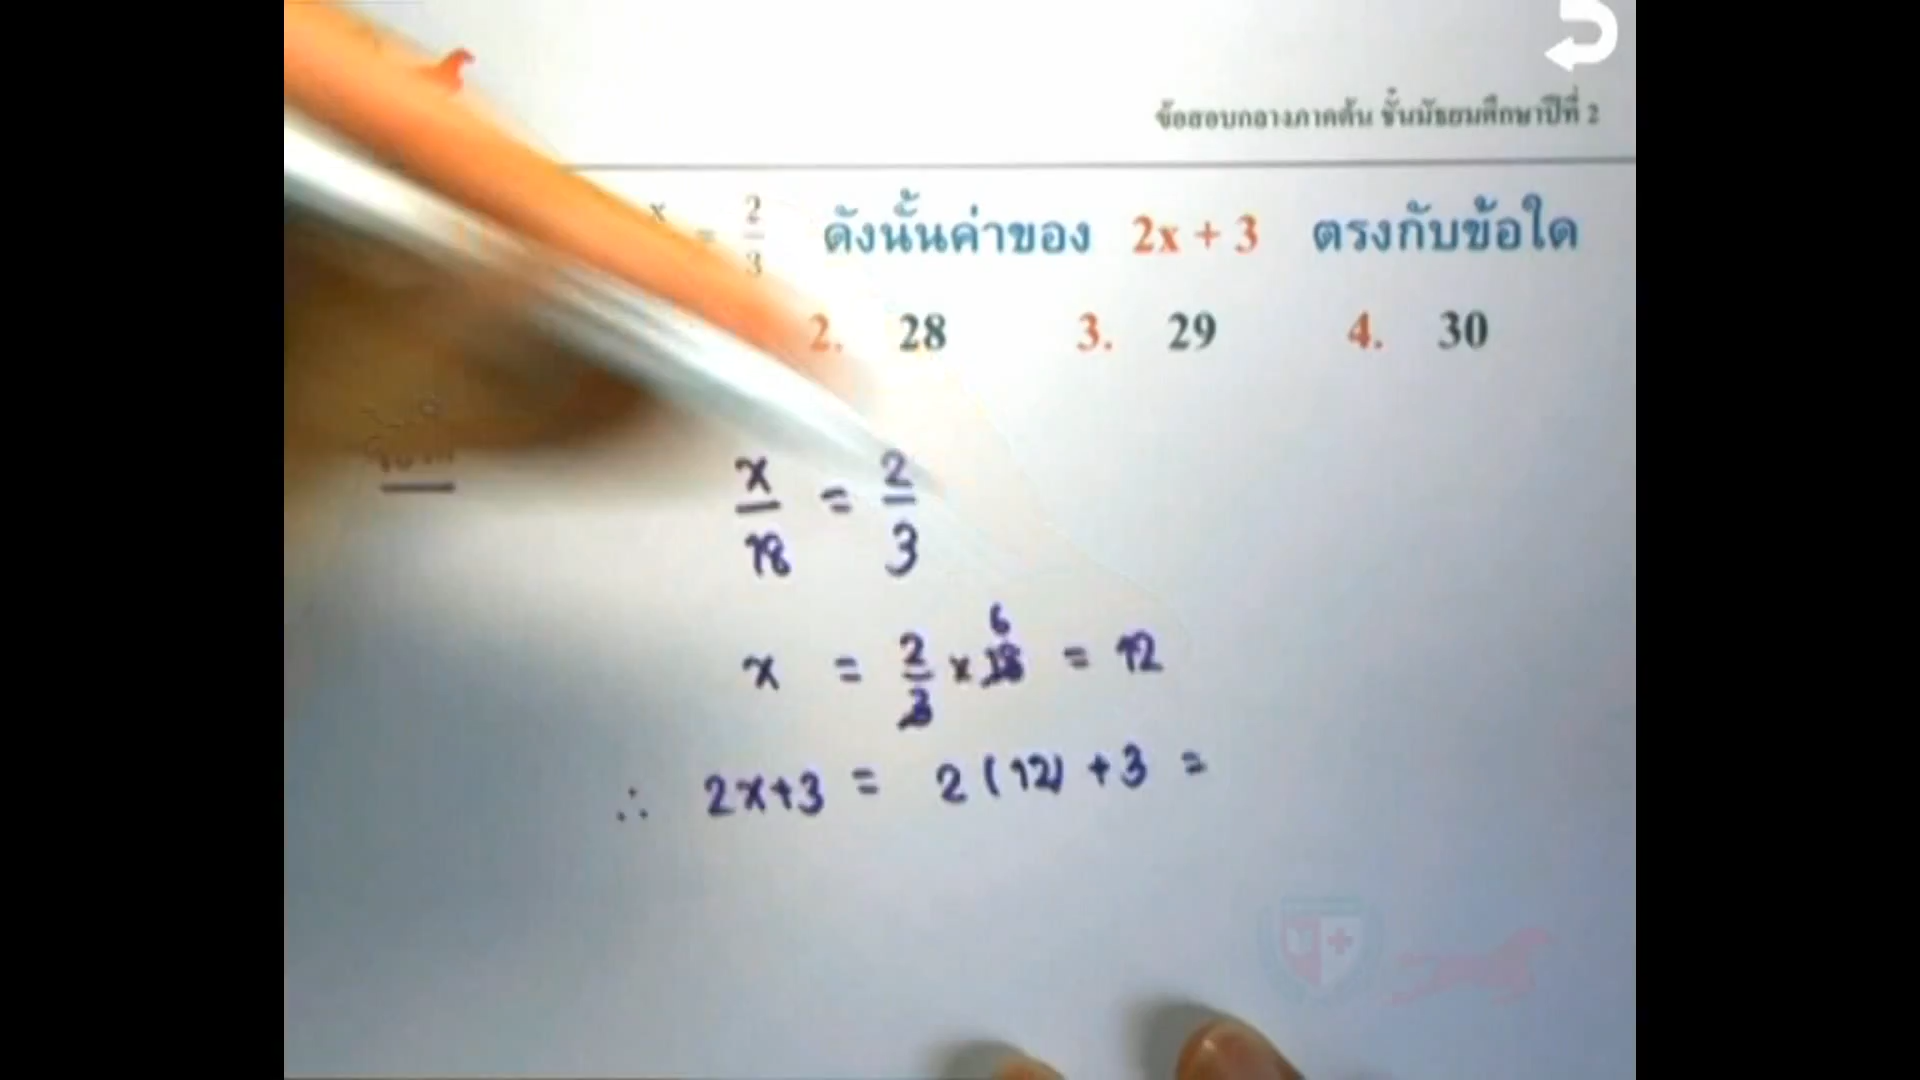 ข้อสอบกลางภาคต้น ชั้นมัธยมศึกษาปีที่ 2
x = 2/3 ดังนั้นค่าของ 2x + 3 ตรงกับข้อใด
2. 28 3. 29 4. 30
x/18 = 2/3
x = 2/3 x 18 6 = 12
∴ 2x+3 = 2(12) + 3 =